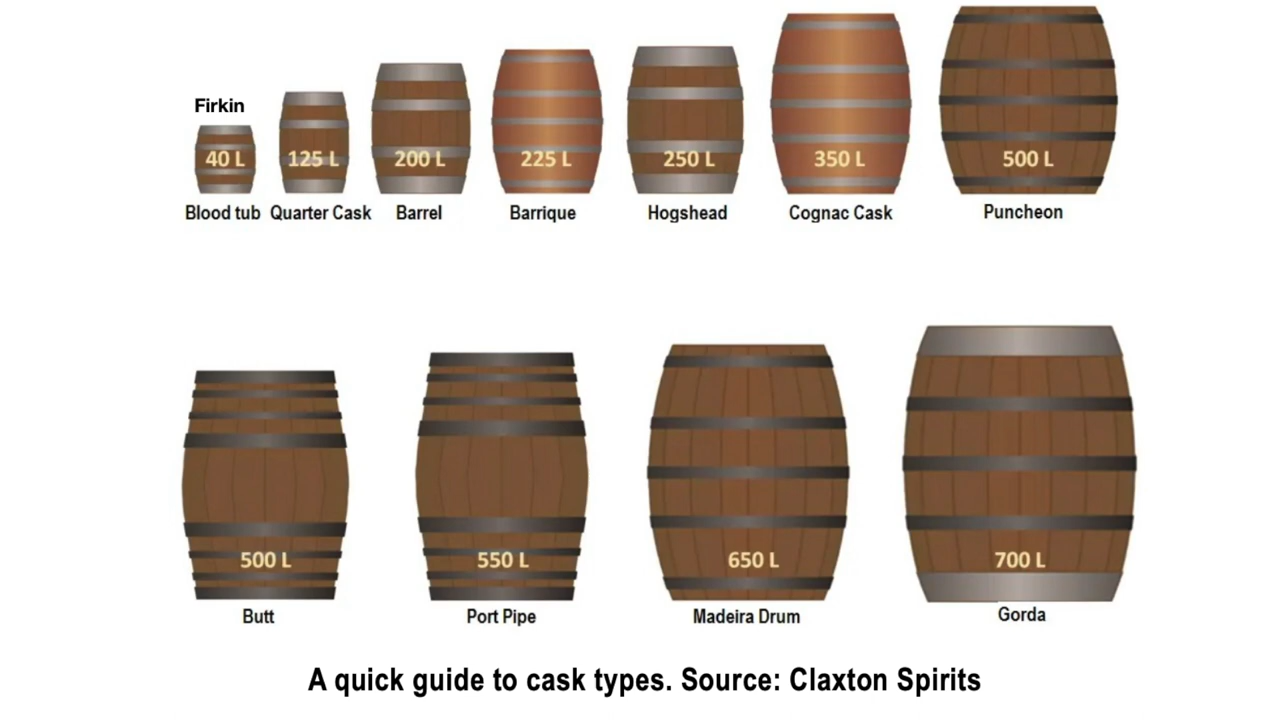 Firkin
40 L 125 L 200 L 225 L 250 L 350 L 500 L
Blood tub Quarter Cask Barrel Barrique Hogshead Cognac Cask Puncheon
500 L 550 L 650 L 700 L
Butt Port Pipe Madeira Drum Gorda
A quick guide to cask types. Source: Claxton Spirits